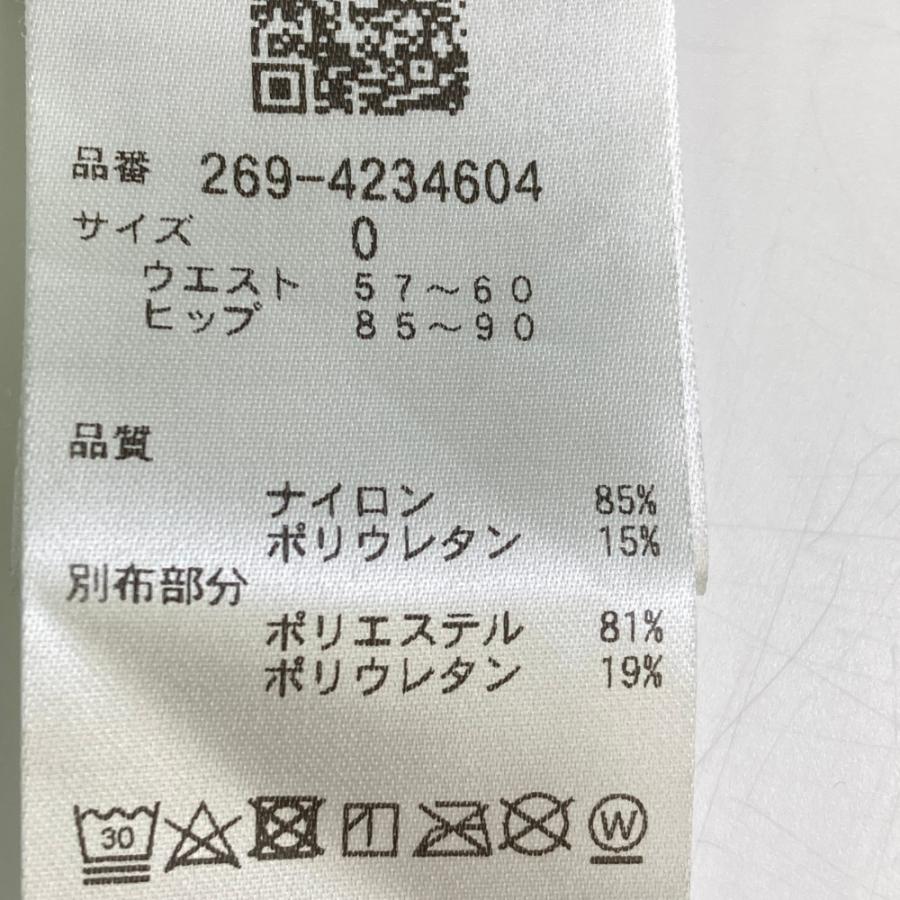 品番 269-4234604
サイズ 0
ウエスト 57～60
ヒップ 85～90
品質
ナイロン 85%
ポリウレタン 15%
別布部分
ポリエステル 81%
ポリウレタン 19%
30 W